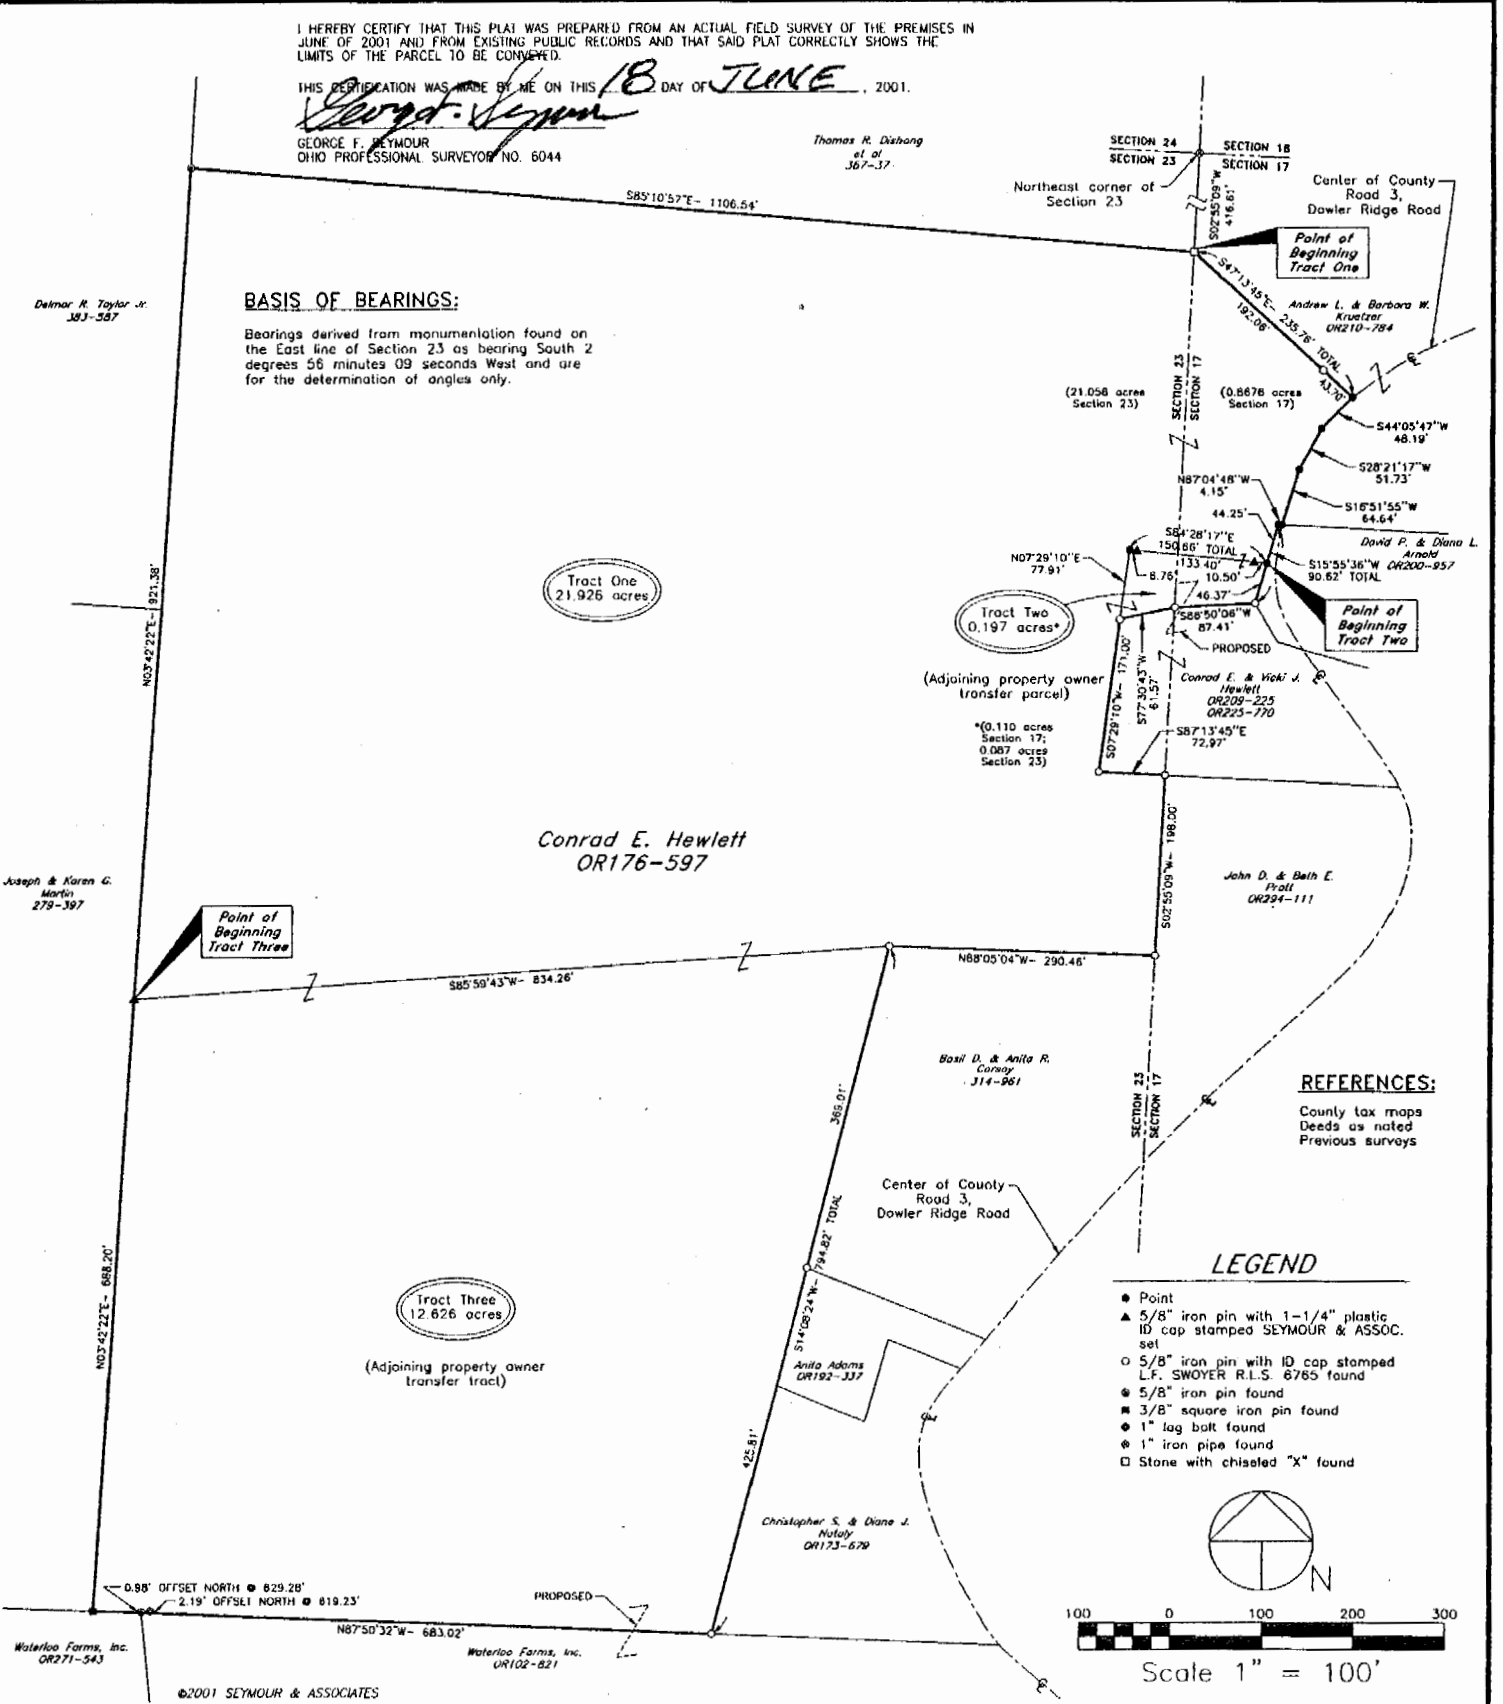 I HEREBY CERTIFY THAT THIS PLAT WAS PREPARED FROM AN ACTUAL FIELD SURVEY OF THE PREMISES IN
JUNE OF 2001 AND FROM EXISTING PUBLIC RECORDS AND THAT SAID PLAT CORRECTLY SHOWS THE
LIMITS OF THE PARCEL TO BE CONVEYED.
THIS CERTIFICATION WAS MADE BY ME ON THIS 18 DAY OF JUNE, 2001.
GEORGE F. SEYMOUR
OHIO PROFESSIONAL SURVEYOR NO. 6044
Thomas R. Dishong
et al
367-37
SECTION 24
SECTION 23
SECTION 18
SECTION 17
Northeast corner of
Section 23
S02°55'09"W
416.61'
Center of County
Road 3,
Dowler Ridge Road
S85°10'57"E- 1106.54'
Point of
Beginning
Tract One
Delmar R. Taylor Jr.
383-587
BASIS OF BEARINGS:
Bearings derived from monumentation found on
the East line of Section 23 as bearing South 2
degrees 56 minutes 09 seconds West and are
for the determination of angles only.
S47°13'45"E- 235.76' TOTAL
192.06'
43.70'
Andrew L. & Barbara W.
Kruetzer
OR210-784
SECTION 23
SECTION 17
(21.058 acres
Section 23)
(0.8676 acres
Section 17)
S44°05'47"W
48.19'
S28°21'17"W
51.73'
N87°04'48"W
4.15'
S16°51'55"W
64.64'
44.25'
David P. & Diana L.
Arnold
OR200-957
S84°28'17"E
150.66' TOTAL
133.40'
N07°29'10"E
77.91'
6.76'
10.50'
S15°55'36"W
90.62' TOTAL
46.37'
Tract One
21.926 acres
Tract Two
0.197 acres*
S86°50'06"W
87.41'
Point of
Beginning
Tract Two
PROPOSED
N03°42'22"E- 1921.38'
(Adjoining property owner
transfer parcel)
S07°29'10"W- 171.00'
S77°30'43"W
61.57'
Conrad E. & Vicki J.
Hewlett
OR209-225
OR225-770
*(0.110 acres
Section 17;
0.087 acres
Section 23)
S87°13'45"E
72.97'
Conrad E. Hewlett
OR176-597
S02°55'09"W- 198.00'
Joseph & Karen G.
Martin
279-397
John D. & Beth E.
Pratt
OR294-111
Point of
Beginning
Tract Three
S85°59'43"W- 834.26'
N88°05'04"W- 290.46'
Basil D. & Anita R.
314-961
369.01'
SECTION 23
SECTION 17
REFERENCES:
County tax maps
Deeds as noted
Previous surveys
Center of County
Road 3,
Dowler Ridge Road
S14°08'24"W- 794.82' TOTAL
N03°42'22"E- 688.20'
Tract Three
12.626 acres
(Adjoining property owner
transfer tract)
Anita Adams
OR192-337
425.81'
LEGEND
Point
5/8" iron pin with 1-1/4" plastic
ID cap stamped SEYMOUR & ASSOC.
set
5/8" iron pin with ID cap stamped
L.F. SWOYER R.L.S. 6765 found
5/8" iron pin found
3/8" square iron pin found
1" lag bolt found
1" iron pipe found
Stone with chiseled "X" found
Christopher S. & Diane J.
OR173-679
N
0.98' OFFSET NORTH @ 629.28'
2.19' OFFSET NORTH @ 619.23'
PROPOSED
N87°50'32"W- 683.02'
Waterloo Farms, Inc.
OR271-543
Waterloo Farms, Inc.
OR102-821
100 0 100 200 300
Scale 1" = 100'
©2001 SEYMOUR & ASSOCIATES